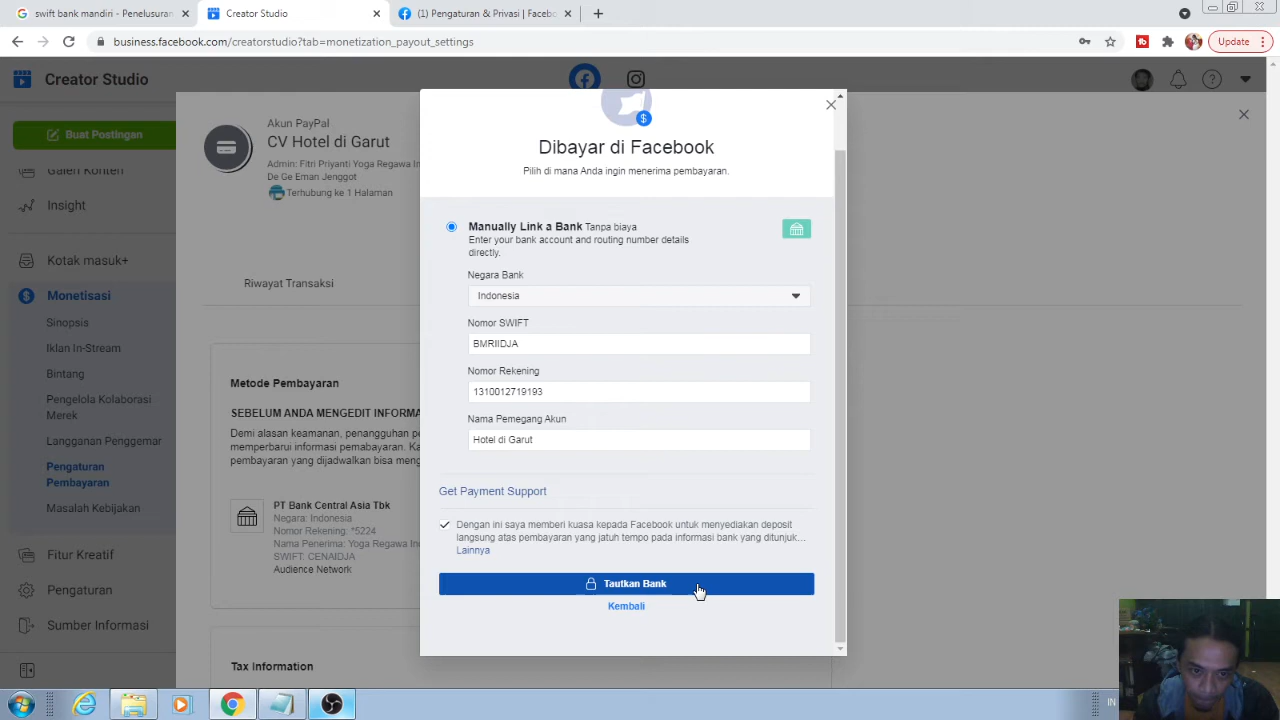 swift bank mandiri - Penelusuran
Creator Studio
(1) Pengaturan & Privasi | Facebo
business.facebook.com/creatorstudio?tab=monetization_payout_settings
Update
Creator Studio
Buat Postingan
Galeri Konten
Insight
Kotak masuk+
Monetisasi
Sinopsis
Iklan In-Stream
Bintang
Pengelola Kolaborasi
Merek
Langganan Penggemar
Pengaturan
Pembayaran
Masalah Kebijakan
Fitur Kreatif
Pengaturan
Sumber Informasi
Akun PayPal
CV Hotel di Garut
Admin: Fitri Priyanti Yoga Regawa In
De Ge Eman Jenggot
Terhubung ke 1 Halaman
Riwayat Transaksi
Metode Pembayaran
SEBELUM ANDA MENGEDIT INFORMA
Demi alasan keamanan, penangguhan pe
memperbarui informasi pembayaran. Ka
pembayaran yang dijadwalkan bisa meng
PT Bank Central Asia Tbk
Negara: Indonesia
Nomor Rekening: *5224
Nama Penerima: Yoga Regawa In
SWIFT: CENAIDJA
Audience Network
Tax Information
Dibayar di Facebook
Pilih di mana Anda ingin menerima pembayaran.
Manually Link a Bank Tanpa biaya
Enter your bank account and routing number details
directly.
Negara Bank
Indonesia
Nomor SWIFT
BMRIIDJA
Nomor Rekening
1310012719193
Nama Pemegang Akun
Hotel di Garut
Get Payment Support
Dengan ini saya memberi kuasa kepada Facebook untuk menyediakan deposit
langsung atas pembayaran yang jatuh tempo pada informasi bank yang ditunjuk...
Lainnya
Tautkan Bank
Kembali
IN